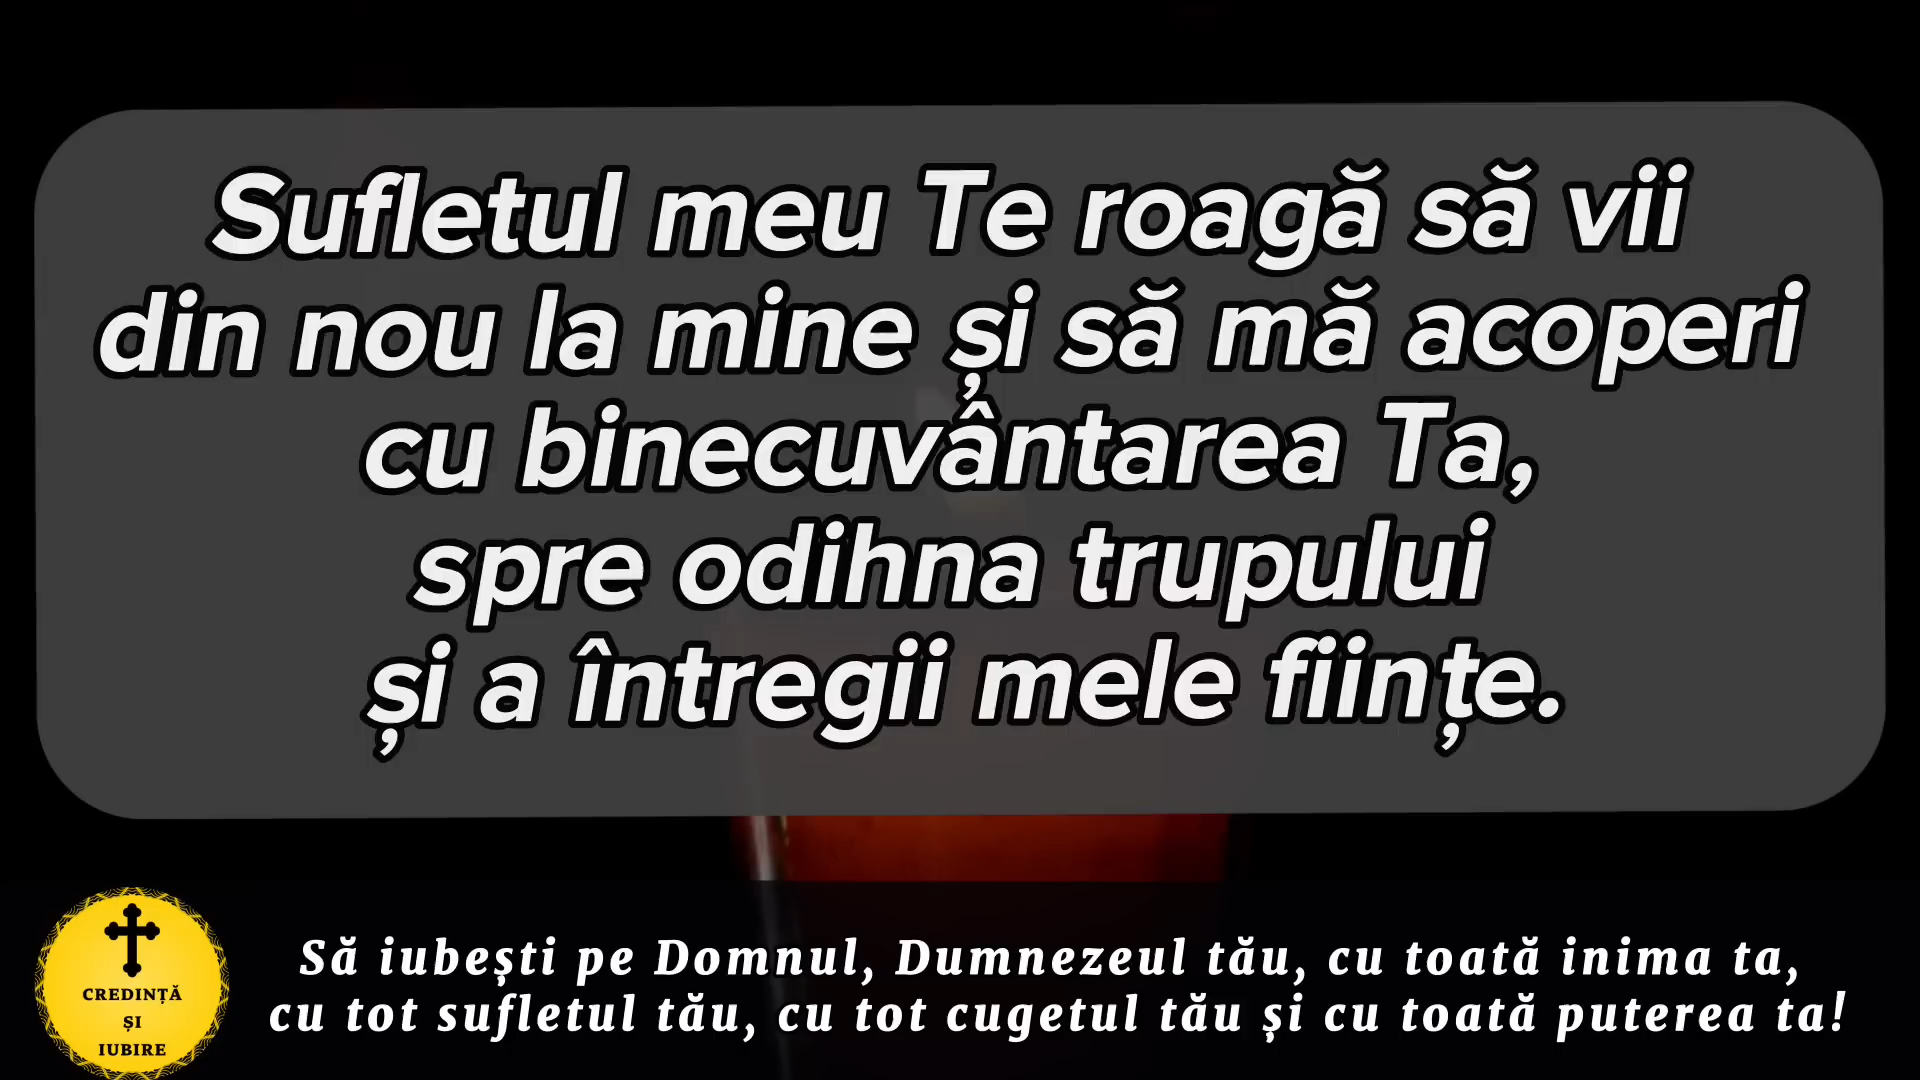 Sufletul meu Te roagă să vii
din nou la mine și să mă acoperi
cu binecuvântarea Ta,
spre odihna trupului
și a întregii mele ființe.
CREDINȚĂ
ȘI
IUBIRE
Să iubești pe Domnul, Dumnezeul tău, cu toată inima ta,
cu tot sufletul tău, cu tot cugetul tău și cu toată puterea ta!